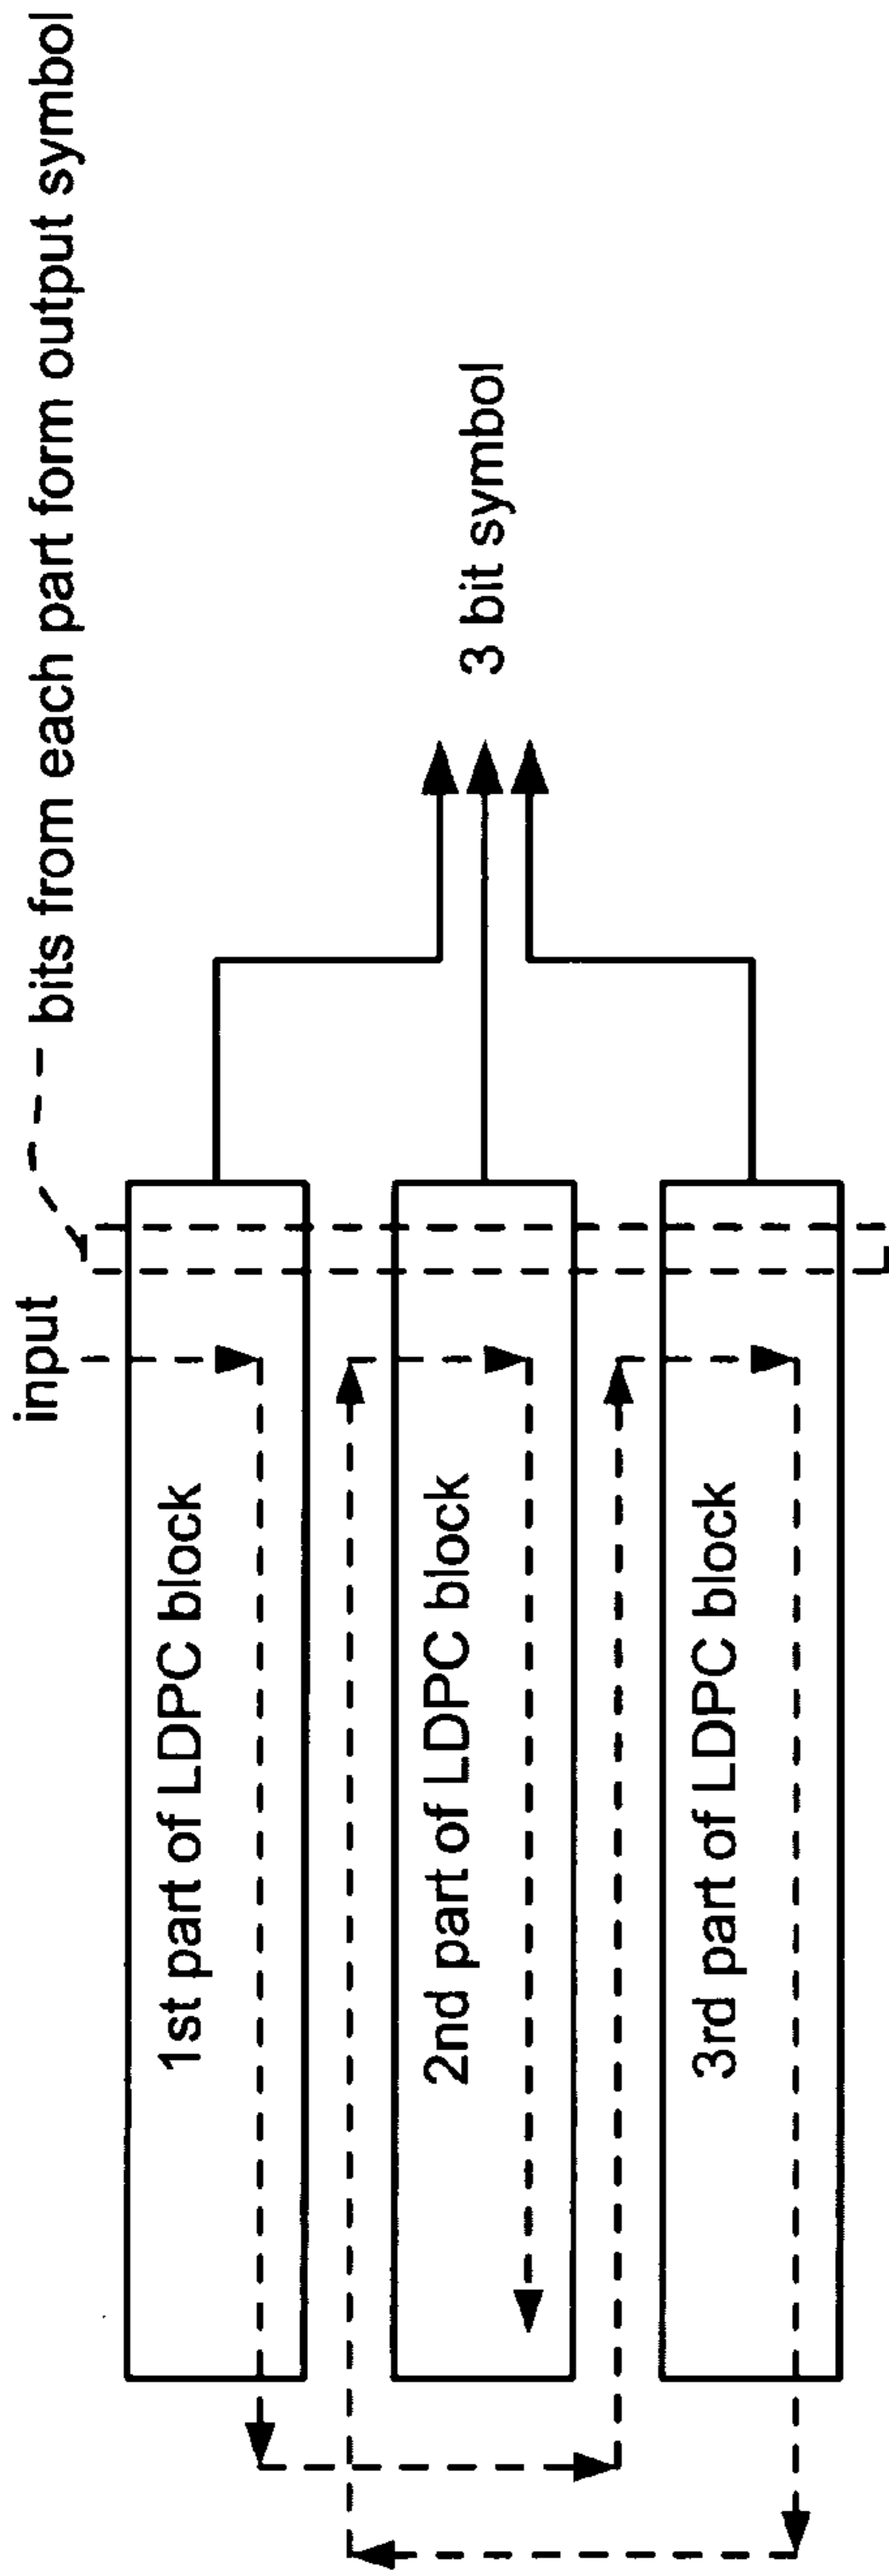 bits from each part form output symbol
input
1st part of LDPC block
2nd part of LDPC block
3rd part of LDPC block
3 bit symbol